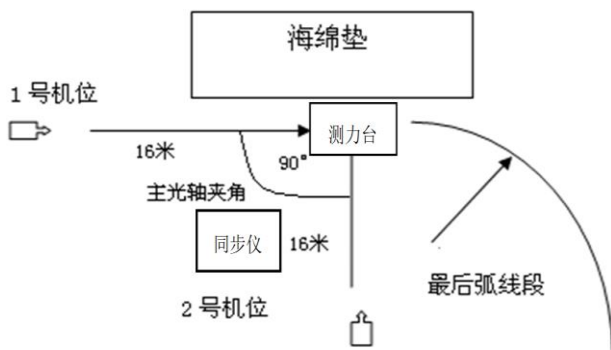 海绵垫
1号机位
测力台
16米
90°
主光轴夹角
同步仪
16米
最后弧线段
2号机位